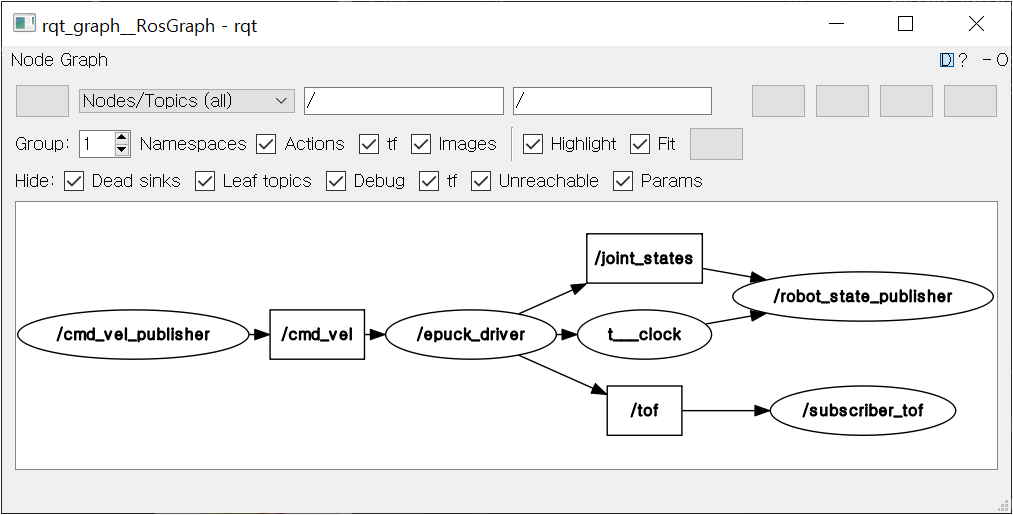 rqt_graph__RosGraph - rqt
Node Graph D ? - O
Nodes/Topics (all) / /
Group: 1 Namespaces Actions tf Images Highlight Fit
Hide: Dead sinks Leaf topics Debug tf Unreachable Params
/joint_states
/robot_state_publisher
/cmd_vel_publisher /cmd_vel /epuck_driver t___clock
/tof /subscriber_tof